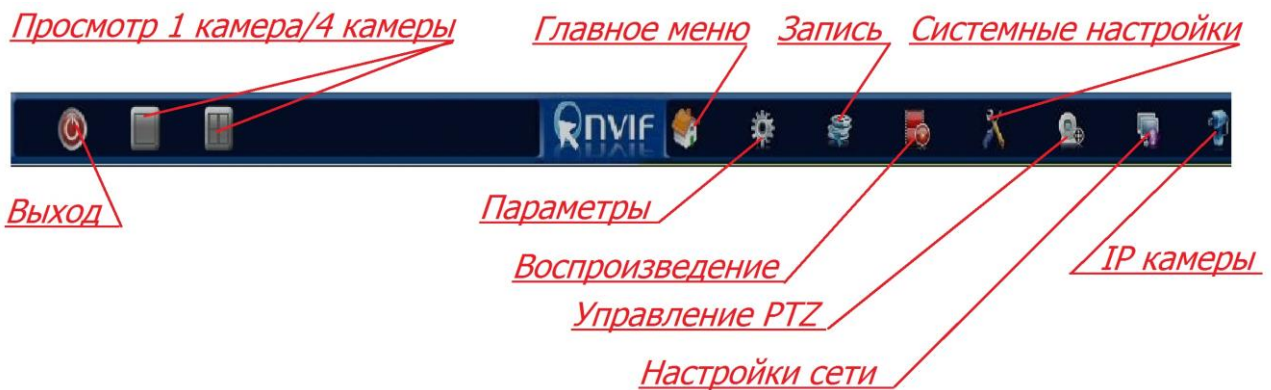 Просмотр 1 камера/4 камеры
Главное меню
Запись
Системные настройки
ONVIF
Выход
Параметры
Воспроизведение
IP камеры
Управление PTZ
Настройки сети